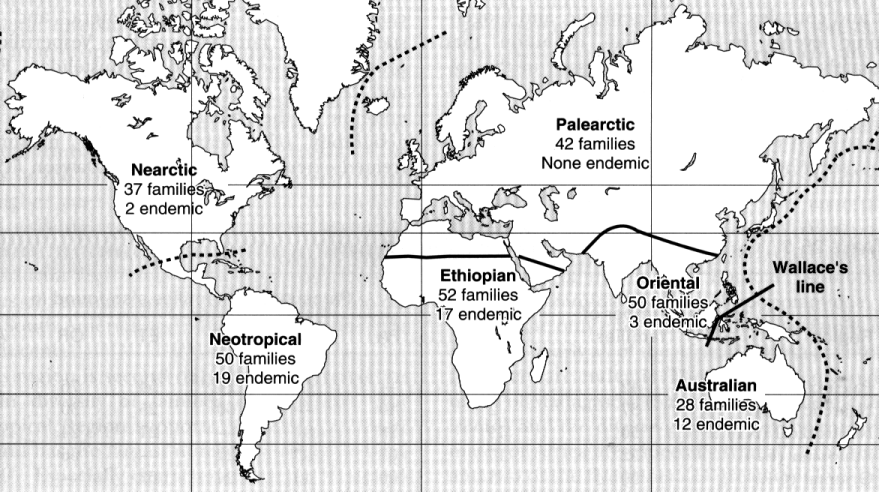 Palearctic
42 families
None endemic
Nearctic
37 families
2 endemic
Wallace's
line
Ethiopian
52 families
17 endemic
Oriental
50 families
3 endemic
Neotropical
50 families
19 endemic
Australian
28 families
12 endemic